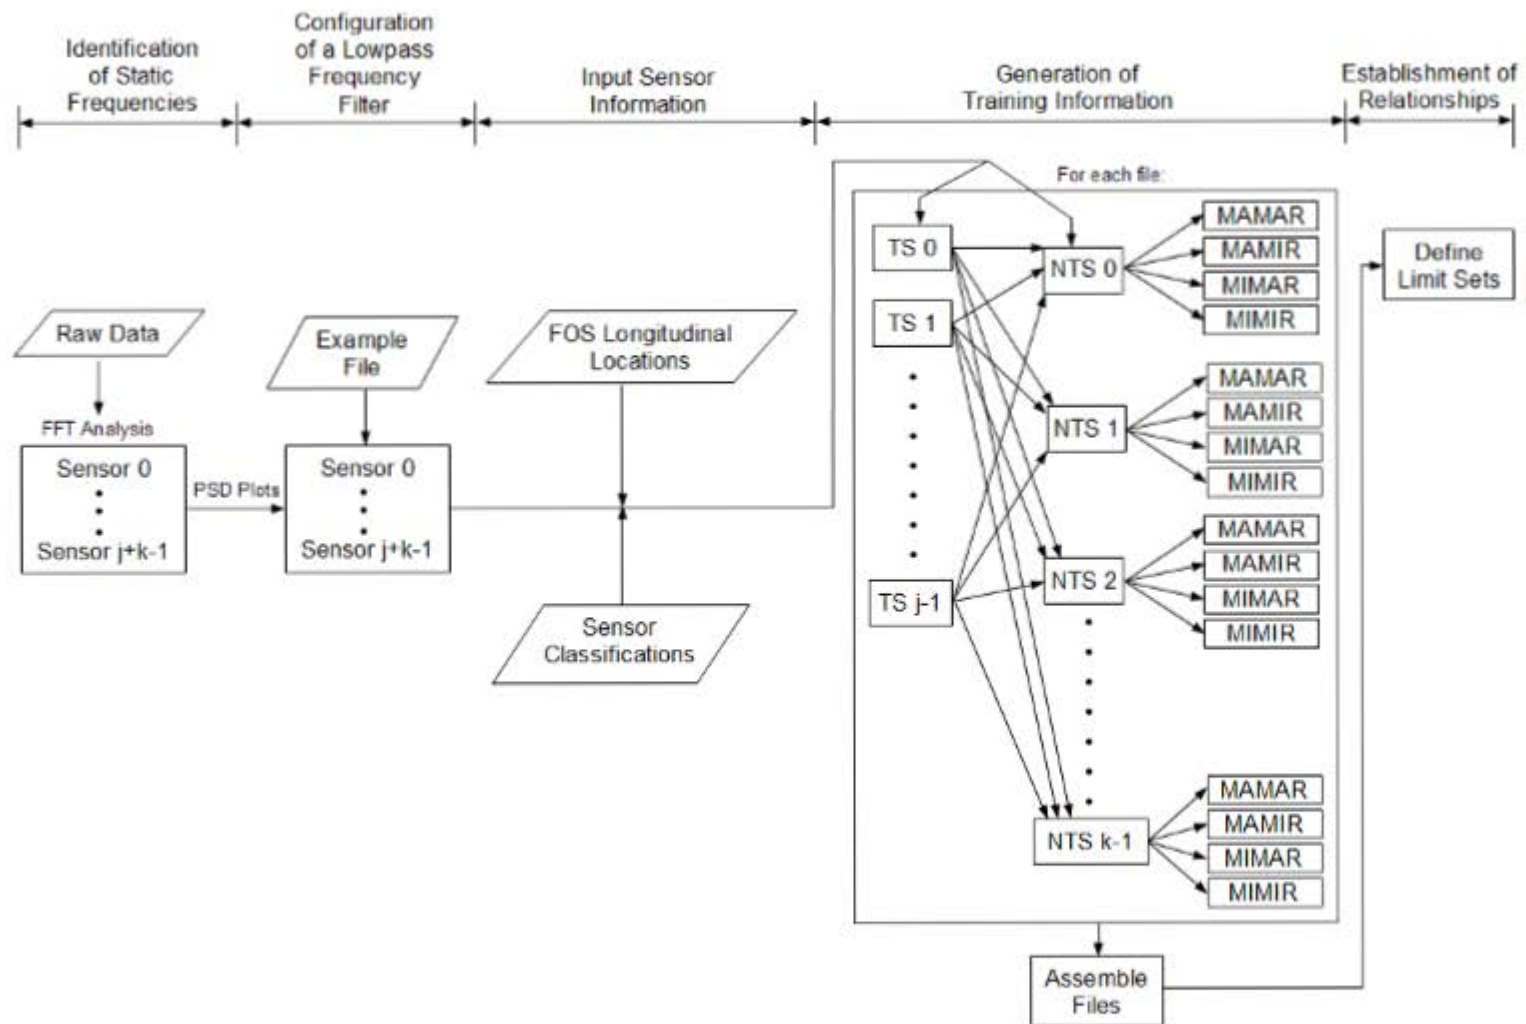 Identification
of Static
Frequencies
Configuration
of a Lowpass
Frequency
Filter
Input Sensor
Information
Generation of
Training Information
Establishment of
Relationships
Raw Data
FFT Analysis
Sensor 0
Sensor j+k-1
PSD Plots
Example
File
Sensor 0
Sensor j+k-1
FOS Longitudinal
Locations
Sensor
Classifications
For each file:
TS 0
TS 1
TS j-1
NTS 0
MAMAR
MAMIR
MIMAR
MIMIR
NTS 1
MAMAR
MAMIR
MIMAR
MIMIR
NTS 2
MAMAR
MAMIR
MIMAR
MIMIR
NTS k-1
MAMAR
MAMIR
MIMAR
MIMIR
Assemble
Files
Define
Limit Sets